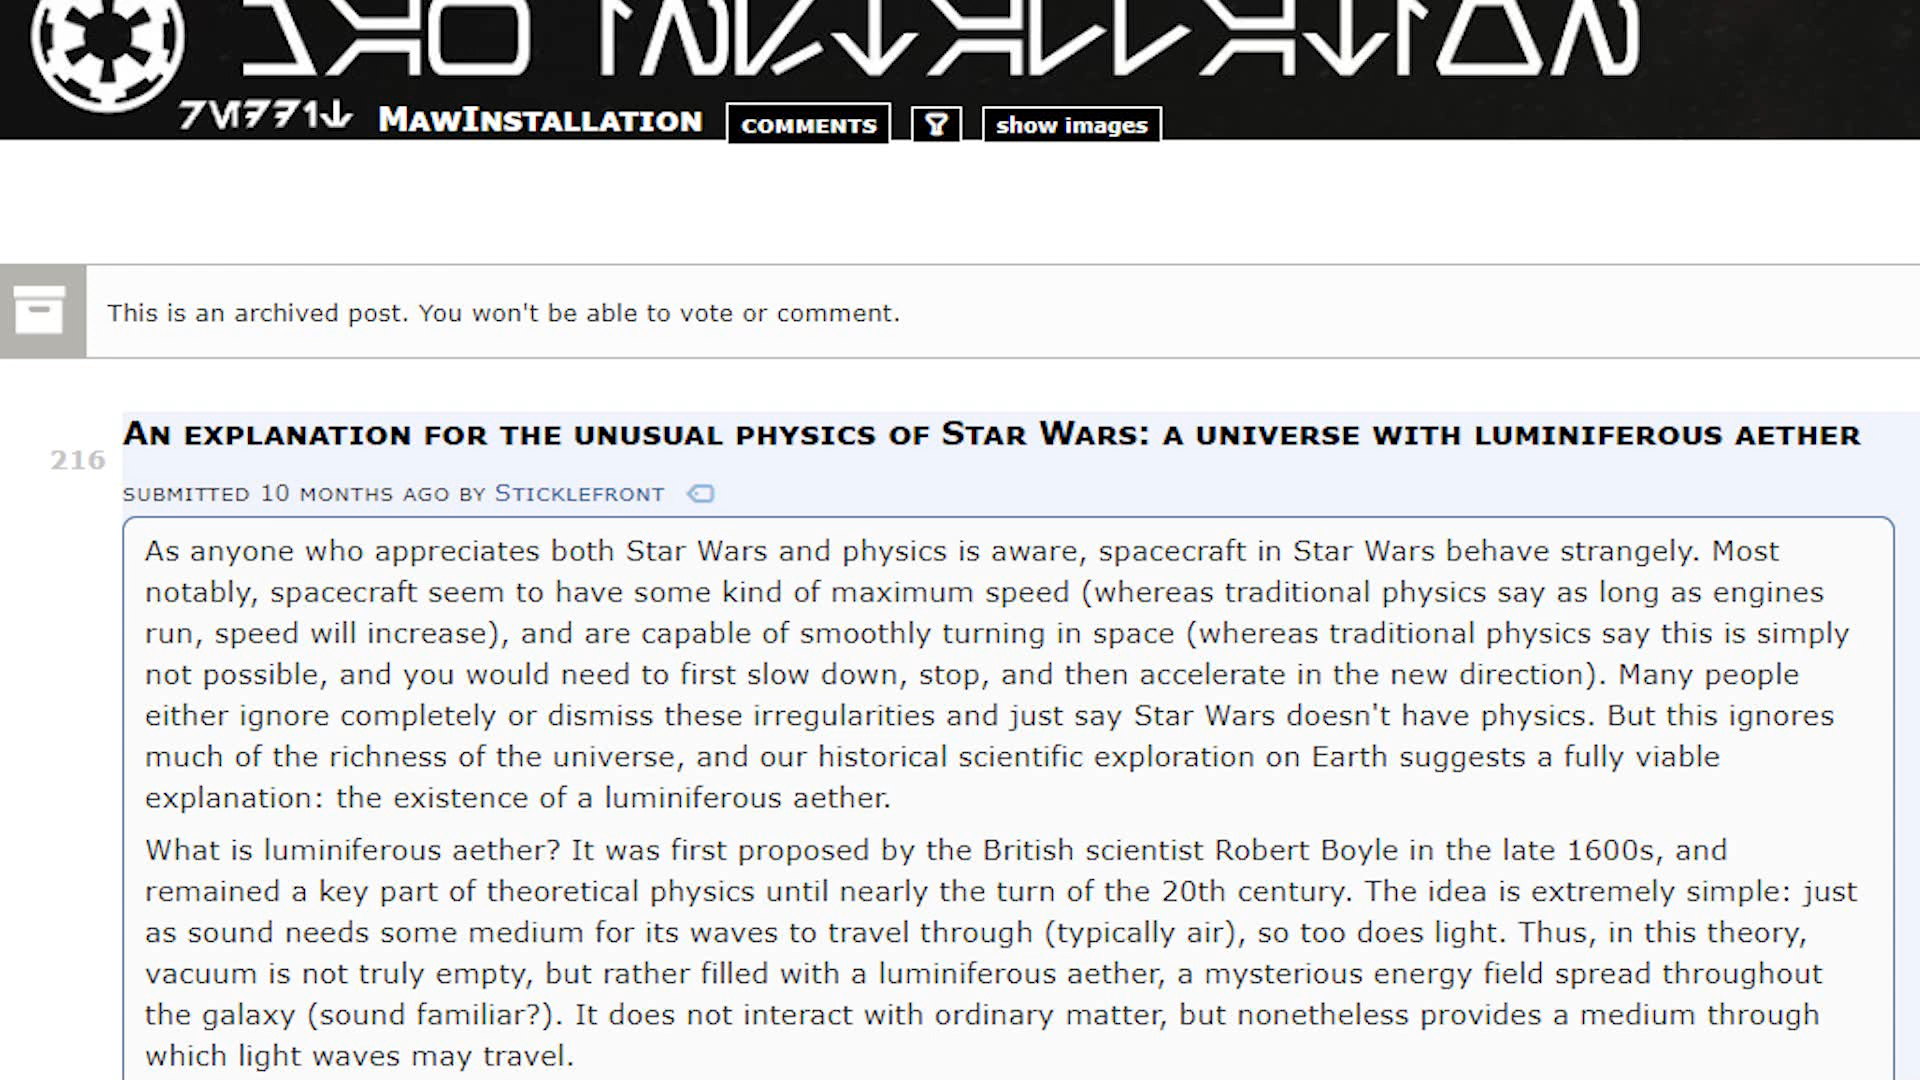 MAWINSTALLATION COMMENTS show images
This is an archived post. You won't be able to vote or comment.
AN EXPLANATION FOR THE UNUSUAL PHYSICS OF STAR WARS: A UNIVERSE WITH LUMINIFEROUS AETHER
216
SUBMITTED 10 MONTHS AGO BY STICKLEFRONT
As anyone who appreciates both Star Wars and physics is aware, spacecraft in Star Wars behave strangely. Most
notably, spacecraft seem to have some kind of maximum speed (whereas traditional physics say as long as engines
run, speed will increase), and are capable of smoothly turning in space (whereas traditional physics say this is simply
not possible, and you would need to first slow down, stop, and then accelerate in the new direction). Many people
either ignore completely or dismiss these irregularities and just say Star Wars doesn't have physics. But this ignores
much of the richness of the universe, and our historical scientific exploration on Earth suggests a fully viable
explanation: the existence of a luminiferous aether.
What is luminiferous aether? It was first proposed by the British scientist Robert Boyle in the late 1600s, and
remained a key part of theoretical physics until nearly the turn of the 20th century. The idea is extremely simple: just
as sound needs some medium for its waves to travel through (typically air), so too does light. Thus, in this theory,
vacuum is not truly empty, but rather filled with a luminiferous aether, a mysterious energy field spread throughout
the galaxy (sound familiar?). It does not interact with ordinary matter, but nonetheless provides a medium through
which light waves may travel.